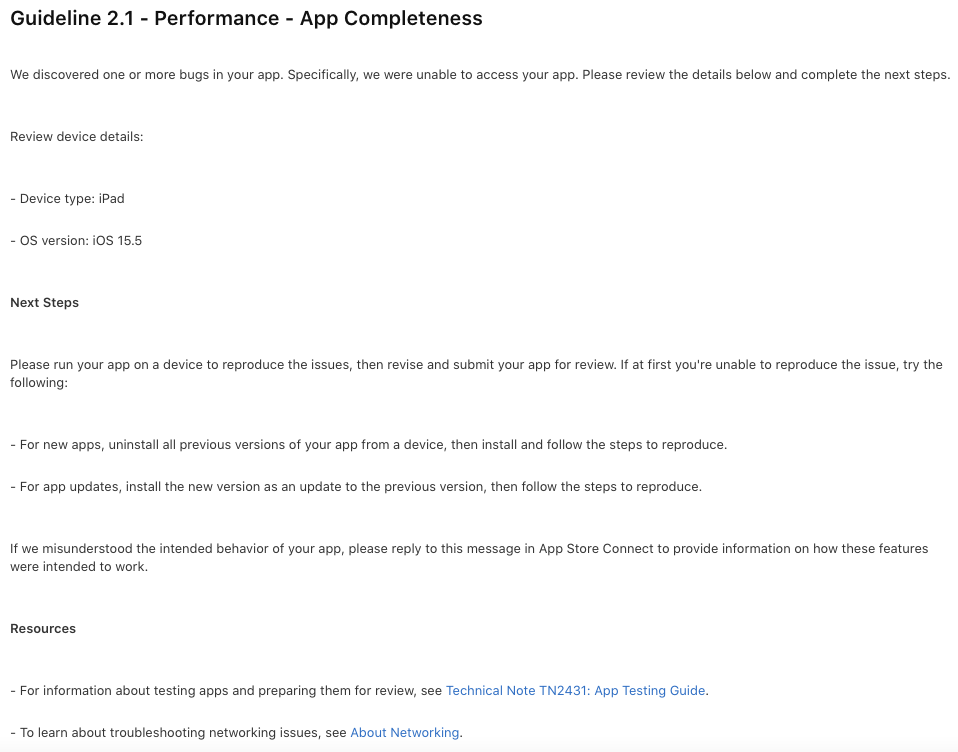 Guideline 2.1 - Performance - App Completeness
We discovered one or more bugs in your app. Specifically, we were unable to access your app. Please review the details below and complete the next steps.
Review device details:
- Device type: iPad
- OS version: iOS 15.5
Next Steps
Please run your app on a device to reproduce the issues, then revise and submit your app for review. If at first you're unable to reproduce the issue, try the
following:
- For new apps, uninstall all previous versions of your app from a device, then install and follow the steps to reproduce.
- For app updates, install the new version as an update to the previous version, then follow the steps to reproduce.
If we misunderstood the intended behavior of your app, please reply to this message in App Store Connect to provide information on how these features
were intended to work.
Resources
- For information about testing apps and preparing them for review, see Technical Note TN2431: App Testing Guide.
- To learn about troubleshooting networking issues, see About Networking.